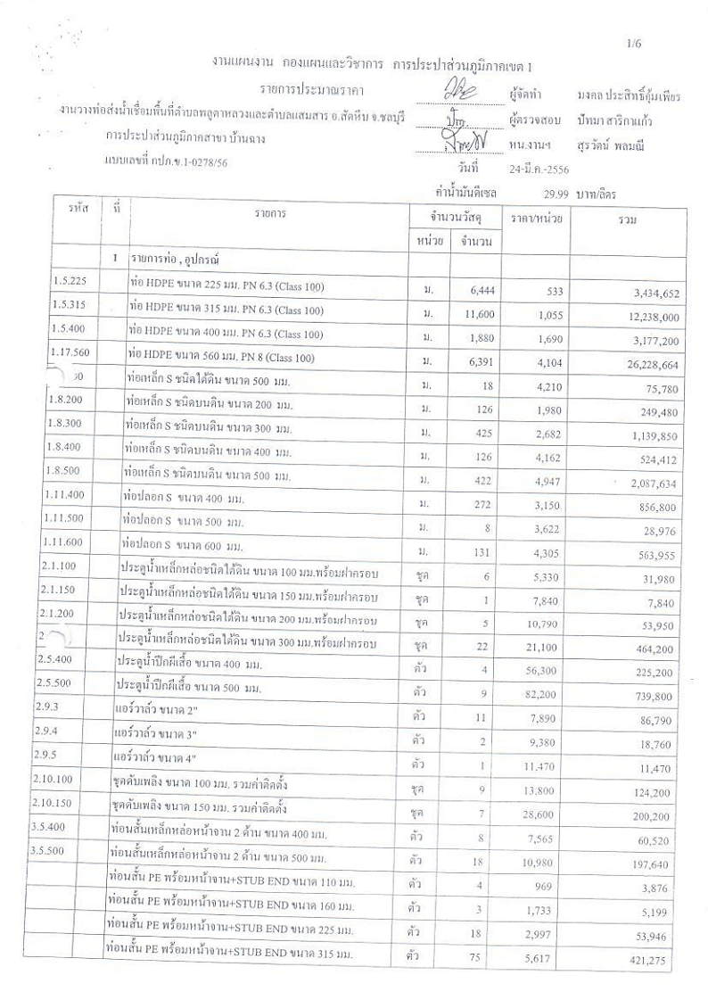 1/6
งานแผนงาน กองแผนและวิชาการ การประปาส่วนภูมิภาคเขต 1
รายการประมาณราคา ผู้จัดทำ มงคล ประสิทธิ์กุ้มเพียร
งานวางท่อส่งน้ำเชื่อมพื้นที่ตำบลพลูตาหลวงและตำบลแสมสาร อ.สัตหีบ จ.ชลบุรี ผู้ตรวจสอบ ปัทมา สาริกาแก้ว
การประปาส่วนภูมิภาคสาขา บ้านฉาง หน.งานฯ สุรวัตน์ พลมณี
แบบเลขที่ กปภ.ข.1-0278/56 วันที่ 24-มี.ค.-2556
ค่าน้ำมันดีเซล 29.99 บาท/ลิตร
รหัส ที่ รายการ จำนวนวัสดุ ราคา/หน่วย รวม
หน่วย จำนวน
1 รายการท่อ , อุปกรณ์
1.5.225 ท่อ HDPE ขนาด 225 มม. PN 6.3 (Class 100) ม. 6,444 533 3,434,652
1.5.315 ท่อ HDPE ขนาด 315 มม. PN 6.3 (Class 100) ม. 11,600 1,055 12,238,000
1.5.400 ท่อ HDPE ขนาด 400 มม. PN 6.3 (Class 100) ม. 1,880 1,690 3,177,200
1.17.560 ท่อ HDPE ขนาด 560 มม. PN 8 (Class 100) ม. 6,391 4,104 26,228,664
ท่อเหล็ก S ชนิดใต้ดิน ขนาด 500 มม. ม. 18 4,210 75,780
1.8.200 ท่อเหล็ก S ชนิดบนดิน ขนาด 200 มม. ม. 126 1,980 249,480
1.8.300 ท่อเหล็ก S ชนิดบนดิน ขนาด 300 มม. ม. 425 2,682 1,139,850
1.8.400 ท่อเหล็ก S ชนิดบนดิน ขนาด 400 มม. ม. 126 4,162 524,412
1.8.500 ท่อเหล็ก S ชนิดบนดิน ขนาด 500 มม. ม. 422 4,947 2,087,634
1.11.400 ท่อปลอก S ขนาด 400 มม. ม. 272 3,150 856,800
1.11.500 ท่อปลอก S ขนาด 500 มม. ม. 8 3,622 28,976
1.11.600 ท่อปลอก S ขนาด 600 มม. ม. 131 4,305 563,955
2.1.100 ประตูน้ำเหล็กหล่อชนิดใต้ดิน ขนาด 100 มม.พร้อมฝาครอบ ชุด 6 5,330 31,980
2.1.150 ประตูน้ำเหล็กหล่อชนิดใต้ดิน ขนาด 150 มม.พร้อมฝาครอบ ชุด 1 7,840 7,840
2.1.200 ประตูน้ำเหล็กหล่อชนิดใต้ดิน ขนาด 200 มม.พร้อมฝาครอบ ชุด 5 10,790 53,950
2 ประตูน้ำเหล็กหล่อชนิดใต้ดิน ขนาด 300 มม.พร้อมฝาครอบ ชุด 22 21,100 464,200
2.5.400 ประตูน้ำปีกผีเสื้อ ขนาด 400 มม. ตัว 4 56,300 225,200
2.5.500 ประตูน้ำปีกผีเสื้อ ขนาด 500 มม. ตัว 9 82,200 739,800
2.9.3 แอร์วาล์ว ขนาด 2" ตัว 11 7,890 86,790
2.9.4 แอร์วาล์ว ขนาด 3" ตัว 2 9,380 18,760
2.9.5 แอร์วาล์ว ขนาด 4" ตัว 1 11,470 11,470
2.10.100 ชุดดับเพลิง ขนาด 100 มม. รวมค่าติดตั้ง ชุด 9 13,800 124,200
2.10.150 ชุดดับเพลิง ขนาด 150 มม. รวมค่าติดตั้ง ชุด 7 28,600 200,200
3.5.400 ท่อนสั้นเหล็กหล่อหน้าจาน 2 ด้าน ขนาด 400 มม. ตัว 8 7,565 60,520
3.5.500 ท่อนสั้นเหล็กหล่อหน้าจาน 2 ด้าน ขนาด 500 มม. ตัว 18 10,980 197,640
ท่อนสั้น PE พร้อมหน้าจาน+STUB END ขนาด 110 มม. ตัว 4 969 3,876
ท่อนสั้น PE พร้อมหน้าจาน+STUB END ขนาด 160 มม. ตัว 3 1,733 5,199
ท่อนสั้น PE พร้อมหน้าจาน+STUB END ขนาด 225 มม. ตัว 18 2,997 53,946
ท่อนสั้น PE พร้อมหน้าจาน+STUB END ขนาด 315 มม. ตัว 75 5,617 421,275